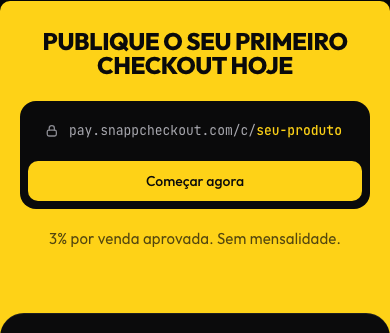 PUBLIQUE O SEU PRIMEIRO
CHECKOUT HOJE
pay.snappcheckout.com/c/seu-produto
Começar agora
3% por venda aprovada. Sem mensalidade.